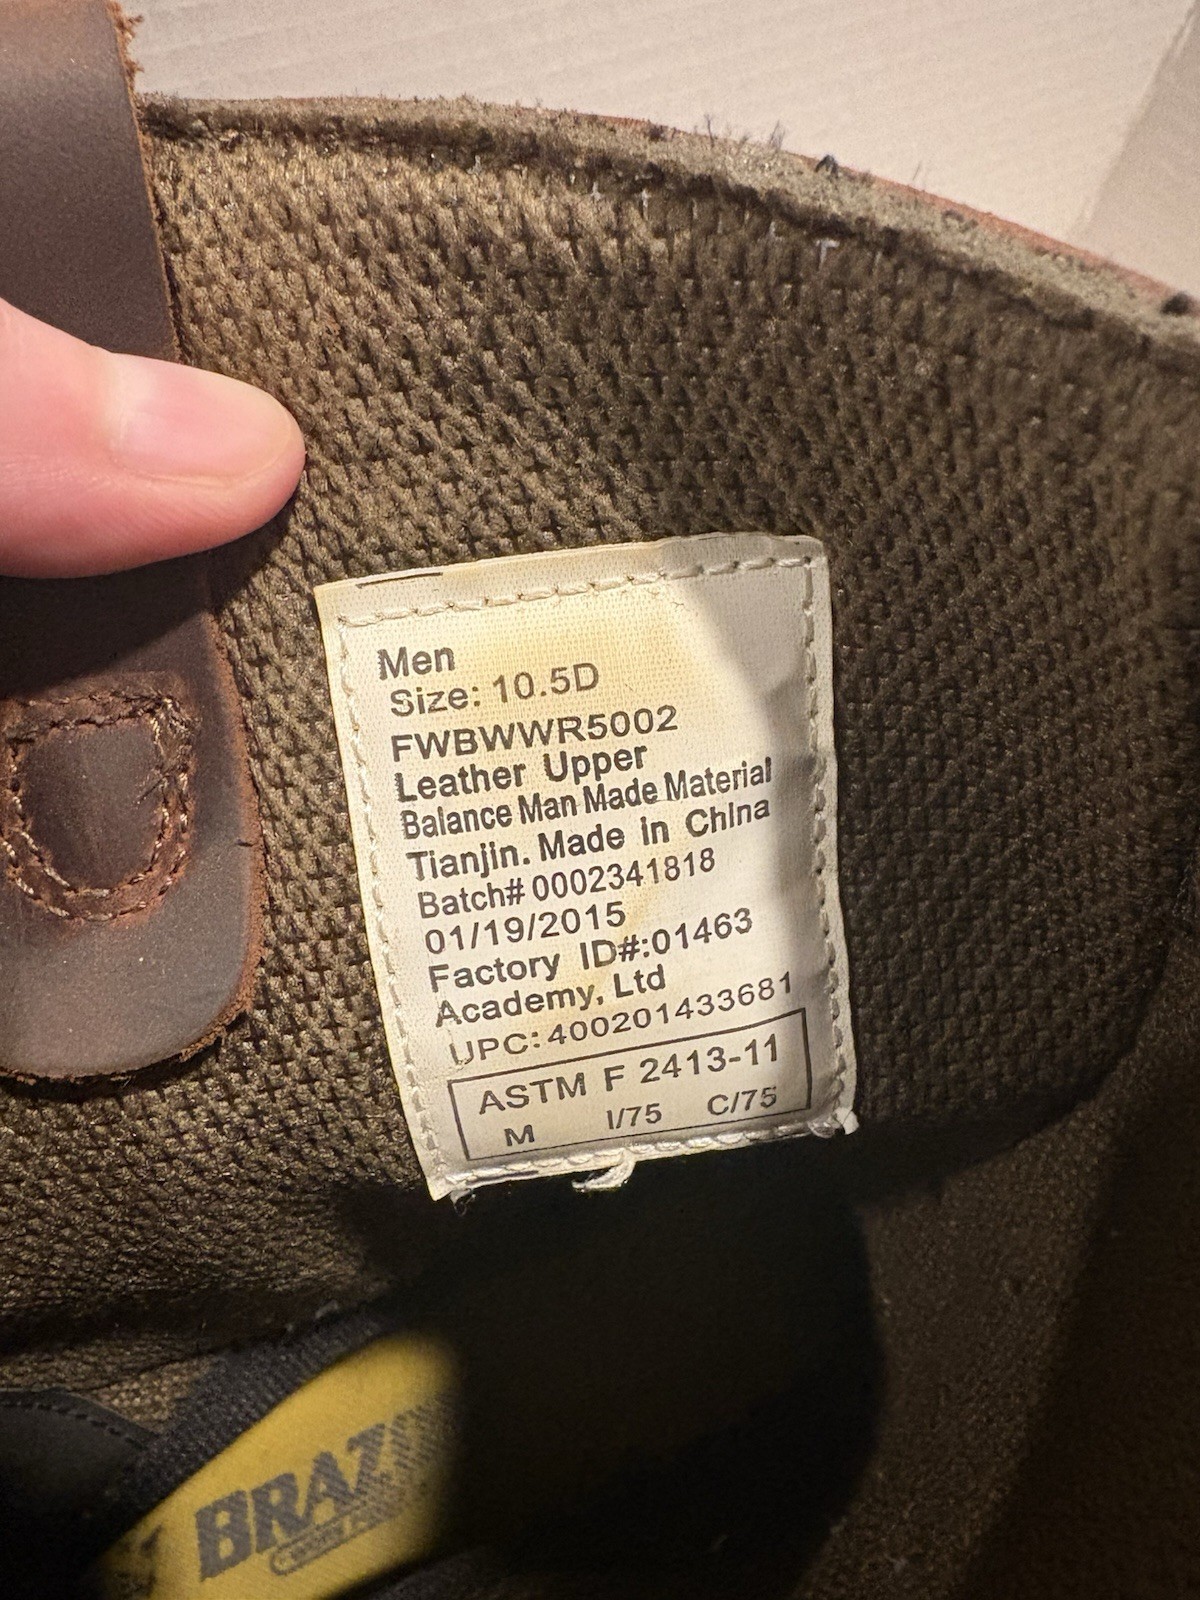 Men
Size: 10.5D
FWBWWR5002
Leather Upper
Balance Man Made Material
Tianjin. Made in China
Batch# 0002341818
01/19/2015
Factory ID#:01463
Academy, Ltd
UPC: 400201433681
ASTM F 2413-11
M I/75 C/75